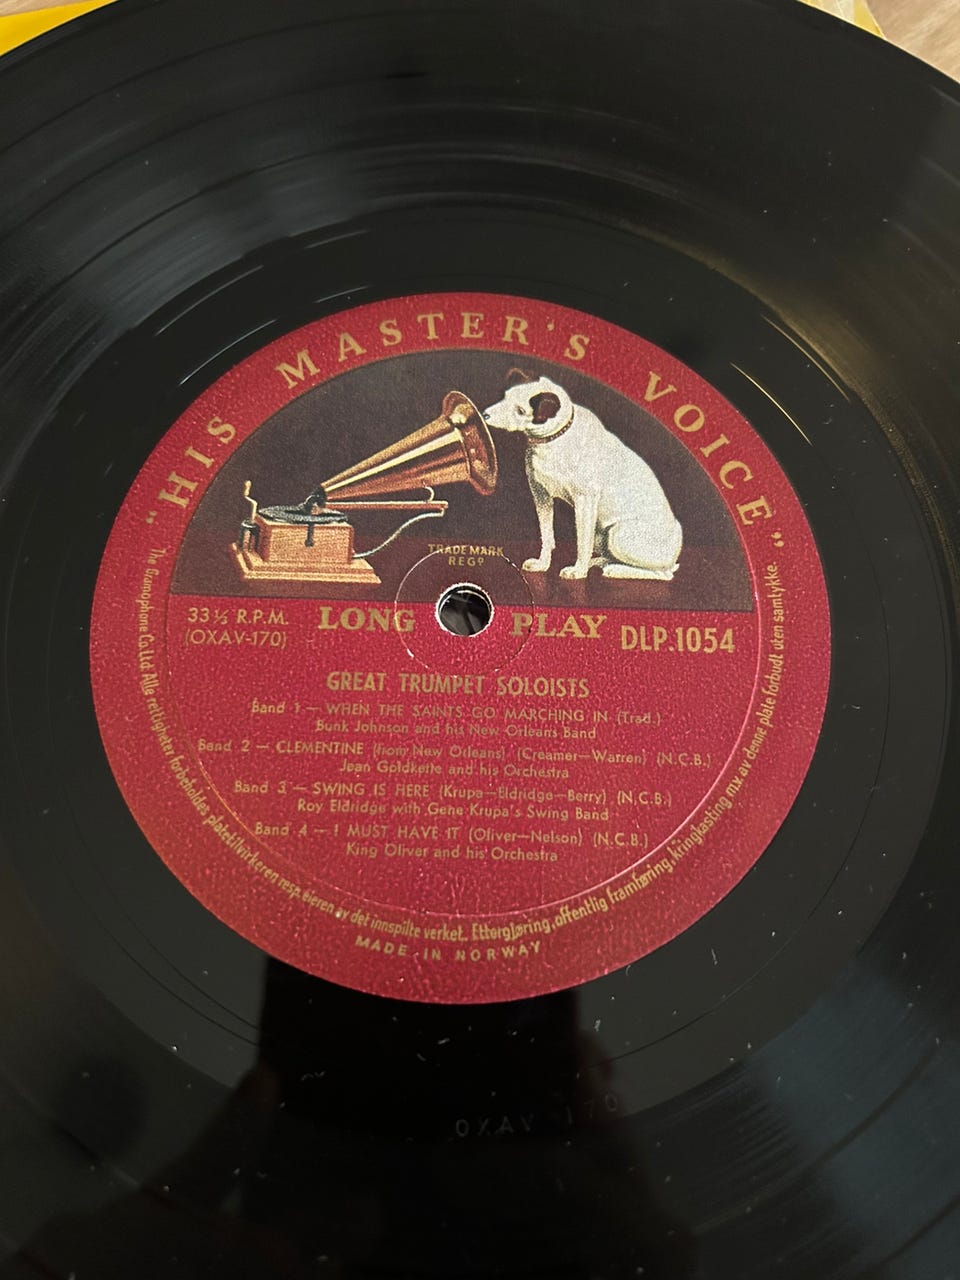 "HIS MASTER'S VOICE"
TRADE MARK
REGD
33⅓ R.P.M.
(OXAV-170)
LONG PLAY
DLP.1054
GREAT TRUMPET SOLOISTS
Band 1 — WHEN THE SAINTS GO MARCHING IN (Trad.)
Bunk Johnson and his New Orleans Band
Band 2 — CLEMENTINE (from New Orleans) (Creamer—Warren) (N.C.B.)
Jean Goldkette and his Orchestra
Band 3 — SWING IS HERE (Krupa—Eldridge—Berry) (N.C.B.)
Roy Eldridge with Gene Krupa's Swing Band
Band 4 — I MUST HAVE IT (Oliver—Nelson) (N.C.B.)
King Oliver and his Orchestra
The Gramophone Co. Ltd. Alle rettigheter forbeholdes platetilvirkeren resp. eieren av det innspilte verket. Ettergjøring, offentlig framføring, kringkasting m.v. av denne plate forbudt uten samtykke.
MADE IN NORWAY
OXAV 170